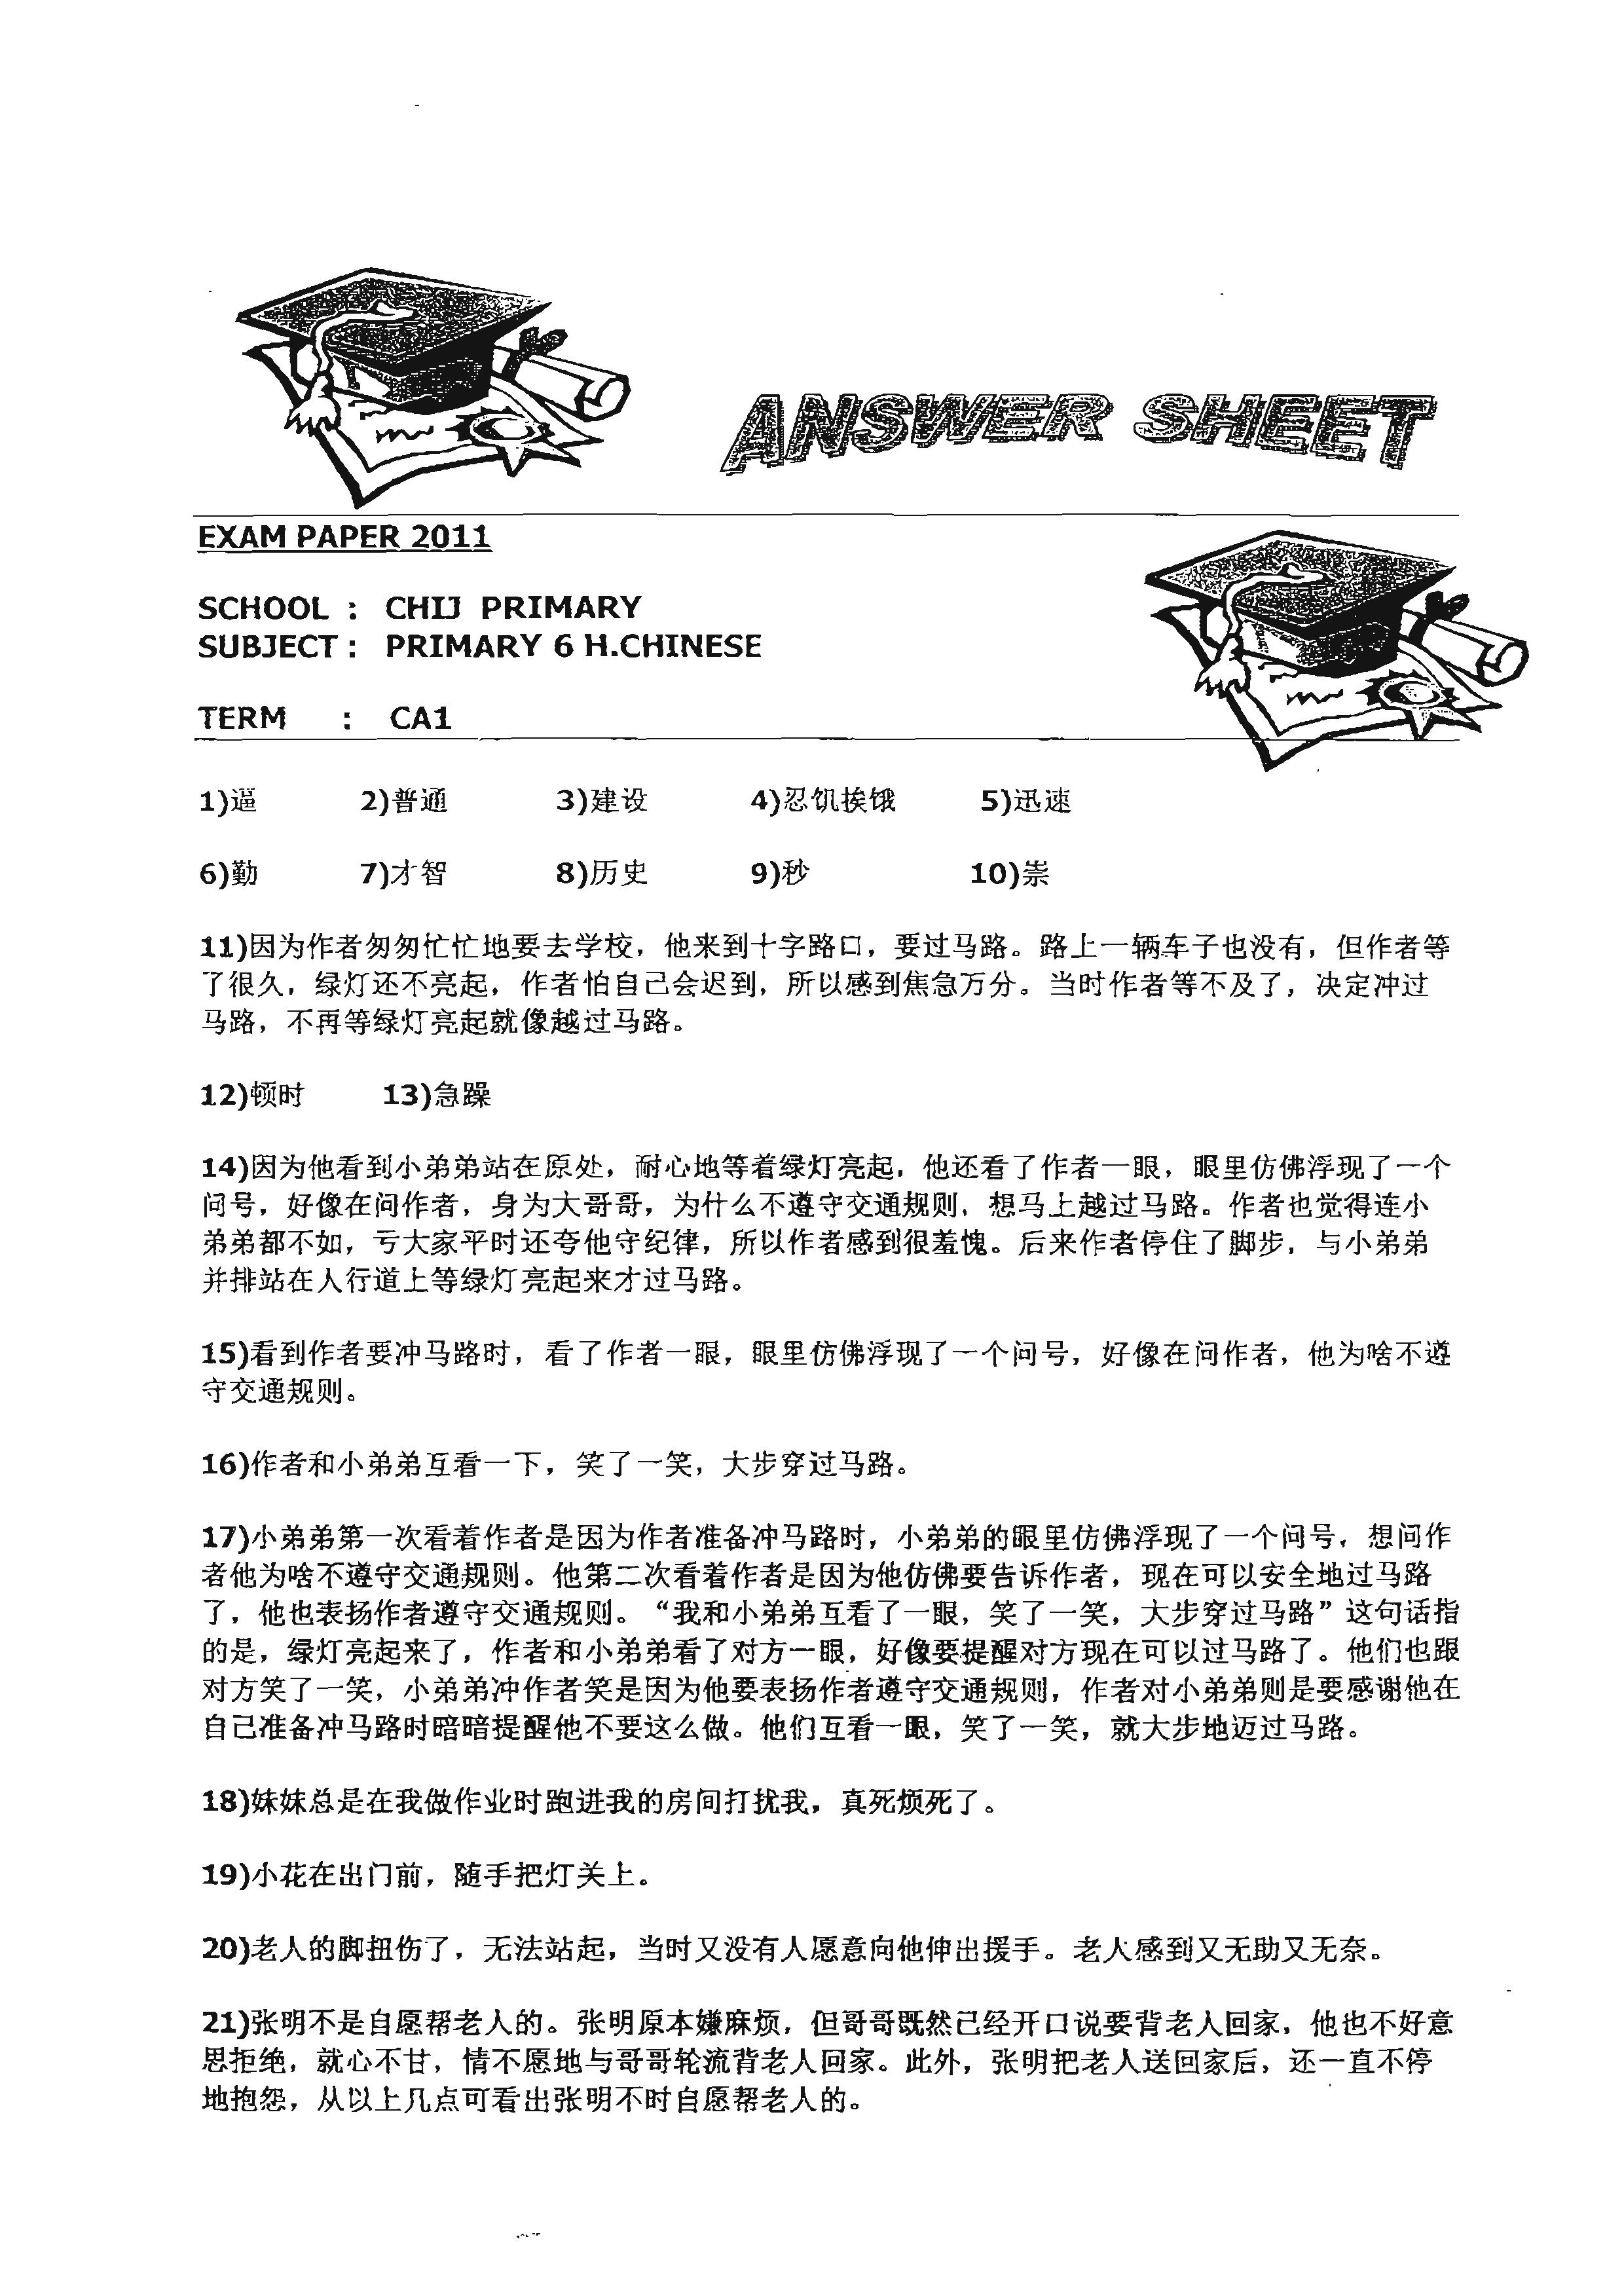 ANSWER SHEET
EXAM PAPER 2011
SCHOOL : CHIJ PRIMARY
SUBJECT : PRIMARY 6 H.CHINESE
TERM : CA1
1)逼 2)普通 3)建设 4)忍饥挨饿 5)迅速
6)勤 7)才智 8)历史 9)秒 10)祟
11)因为作者匆匆忙忙地要去学校，他来到十字路口，要过马路。路上一辆车子也没有，但作者等
了很久，绿灯还不亮起，作者怕自己会迟到，所以感到焦急万分。当时作者等不及了，决定冲过
马路，不再等绿灯亮起就像越过马路。
12)顿时 13)急躁
14)因为他看到小弟弟站在原处，耐心地等着绿灯亮起，他还看了作者一眼，眼里仿佛浮现了一个
问号，好像在问作者，身为大哥哥，为什么不遵守交通规则，想马上越过马路。作者也觉得连小
弟弟都不如，亏大家平时还夸他守纪律，所以作者感到很羞愧。后来作者停住了脚步，与小弟弟
并排站在人行道上等绿灯亮起来才过马路。
15)看到作者要冲马路时，看了作者一眼，眼里仿佛浮现了一个问号，好像在问作者，他为啥不遵
守交通规则。
16)作者和小弟弟互看一下，笑了一笑，大步穿过马路。
17)小弟弟第一次看着作者是因为作者准备冲马路时，小弟弟的眼里仿佛浮现了一个问号，想问作
者他为啥不遵守交通规则。他第二次看着作者是因为他仿佛要告诉作者，现在可以安全地过马路
了，他也表扬作者遵守交通规则。“我和小弟弟互看了一眼，笑了一笑，大步穿过马路”这句话指
的是，绿灯亮起来了，作者和小弟弟看了对方一眼，好像要提醒对方现在可以过马路了。他们也跟
对方笑了一笑，小弟弟冲作者笑是因为他要表扬作者遵守交通规则，作者对小弟弟则是要感谢他在
自己准备冲马路时暗暗提醒他不要这么做。他们互看一眼，笑了一笑，就大步地迈过马路。
18)妹妹总是在我做作业时跑进我的房间打扰我，真死烦死了。
19)小花在出门前，随手把灯关上。
20)老人的脚扭伤了，无法站起，当时又没有人愿意向他伸出援手。老人感到又无助又无奈。
21)张明不是自愿帮老人的。张明原本嫌麻烦，但哥哥既然已经开口说要背老人回家，他也不好意
思拒绝，就心不甘，情不愿地与哥哥轮流背老人回家。此外，张明把老人送回家后，还一直不停
地抱怨，从以上几点可看出张明不时自愿帮老人的。